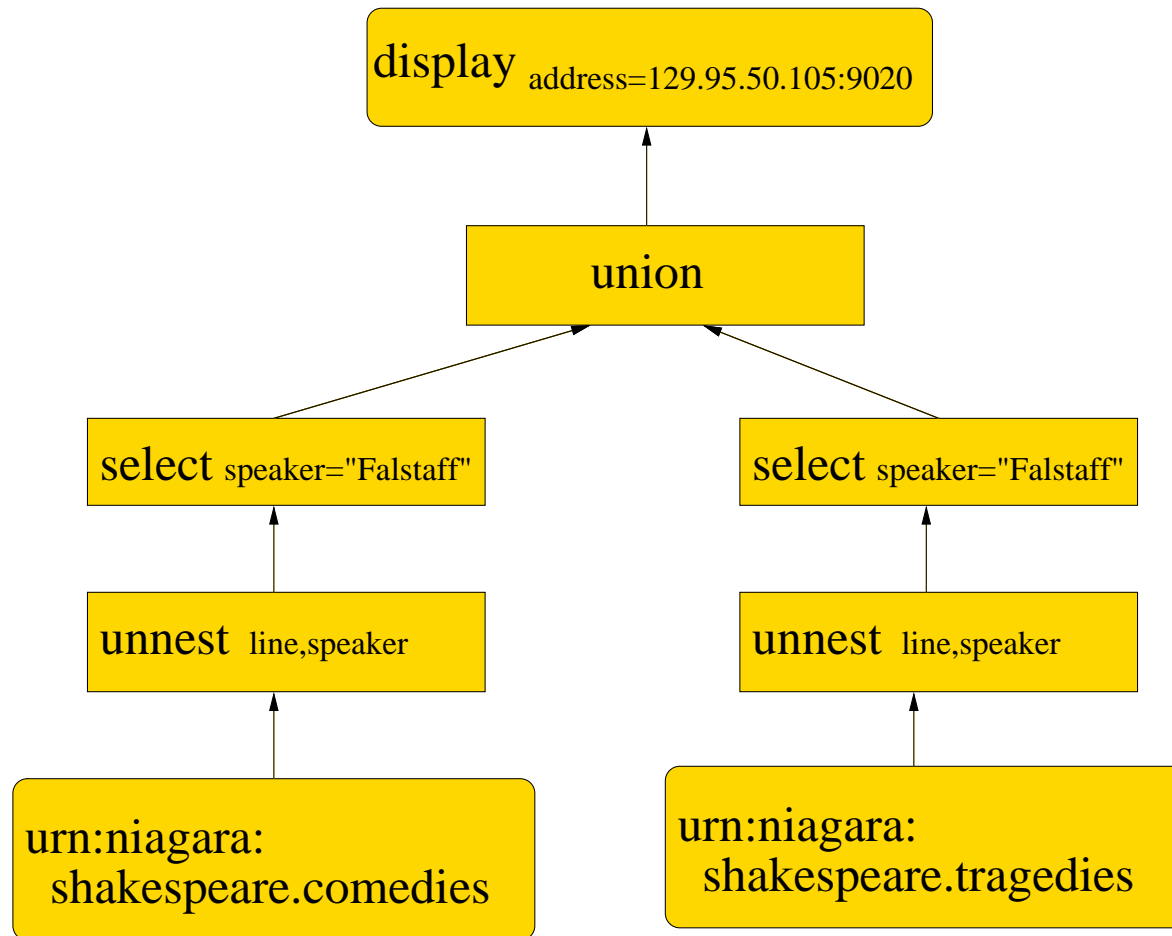 display address=129.95.50.105:9020
union
select speaker="Falstaff"
select speaker="Falstaff"
unnest line,speaker
unnest line,speaker
urn:niagara:
shakespeare.comedies
urn:niagara:
shakespeare.tragedies